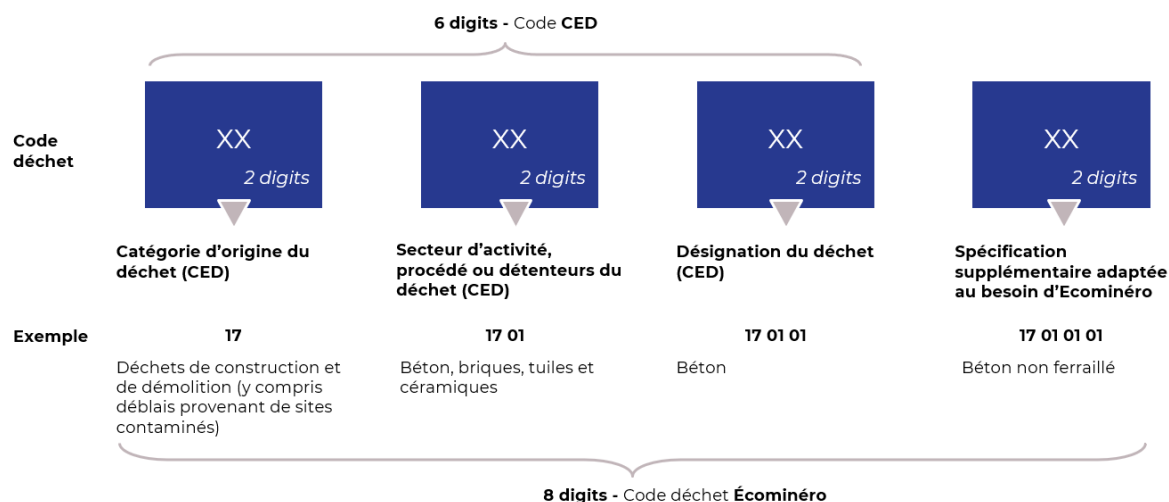 6 digits - Code CED
Code
déchet
XX
2 digits
XX
2 digits
XX
2 digits
XX
2 digits
Catégorie d’origine du
déchet (CED)
Secteur d’activité,
procédé ou détenteurs du
déchet (CED)
Désignation du déchet
(CED)
Spécification
supplémentaire adaptée
au besoin d’Ecominéro
Exemple
17
17 01
17 01 01
17 01 01 01
Déchets de construction et
de démolition (y compris
déblais provenant de sites
contaminés)
Béton, briques, tuiles et
céramiques
Béton
Béton non ferraillé
8 digits - Code déchet Écominéro